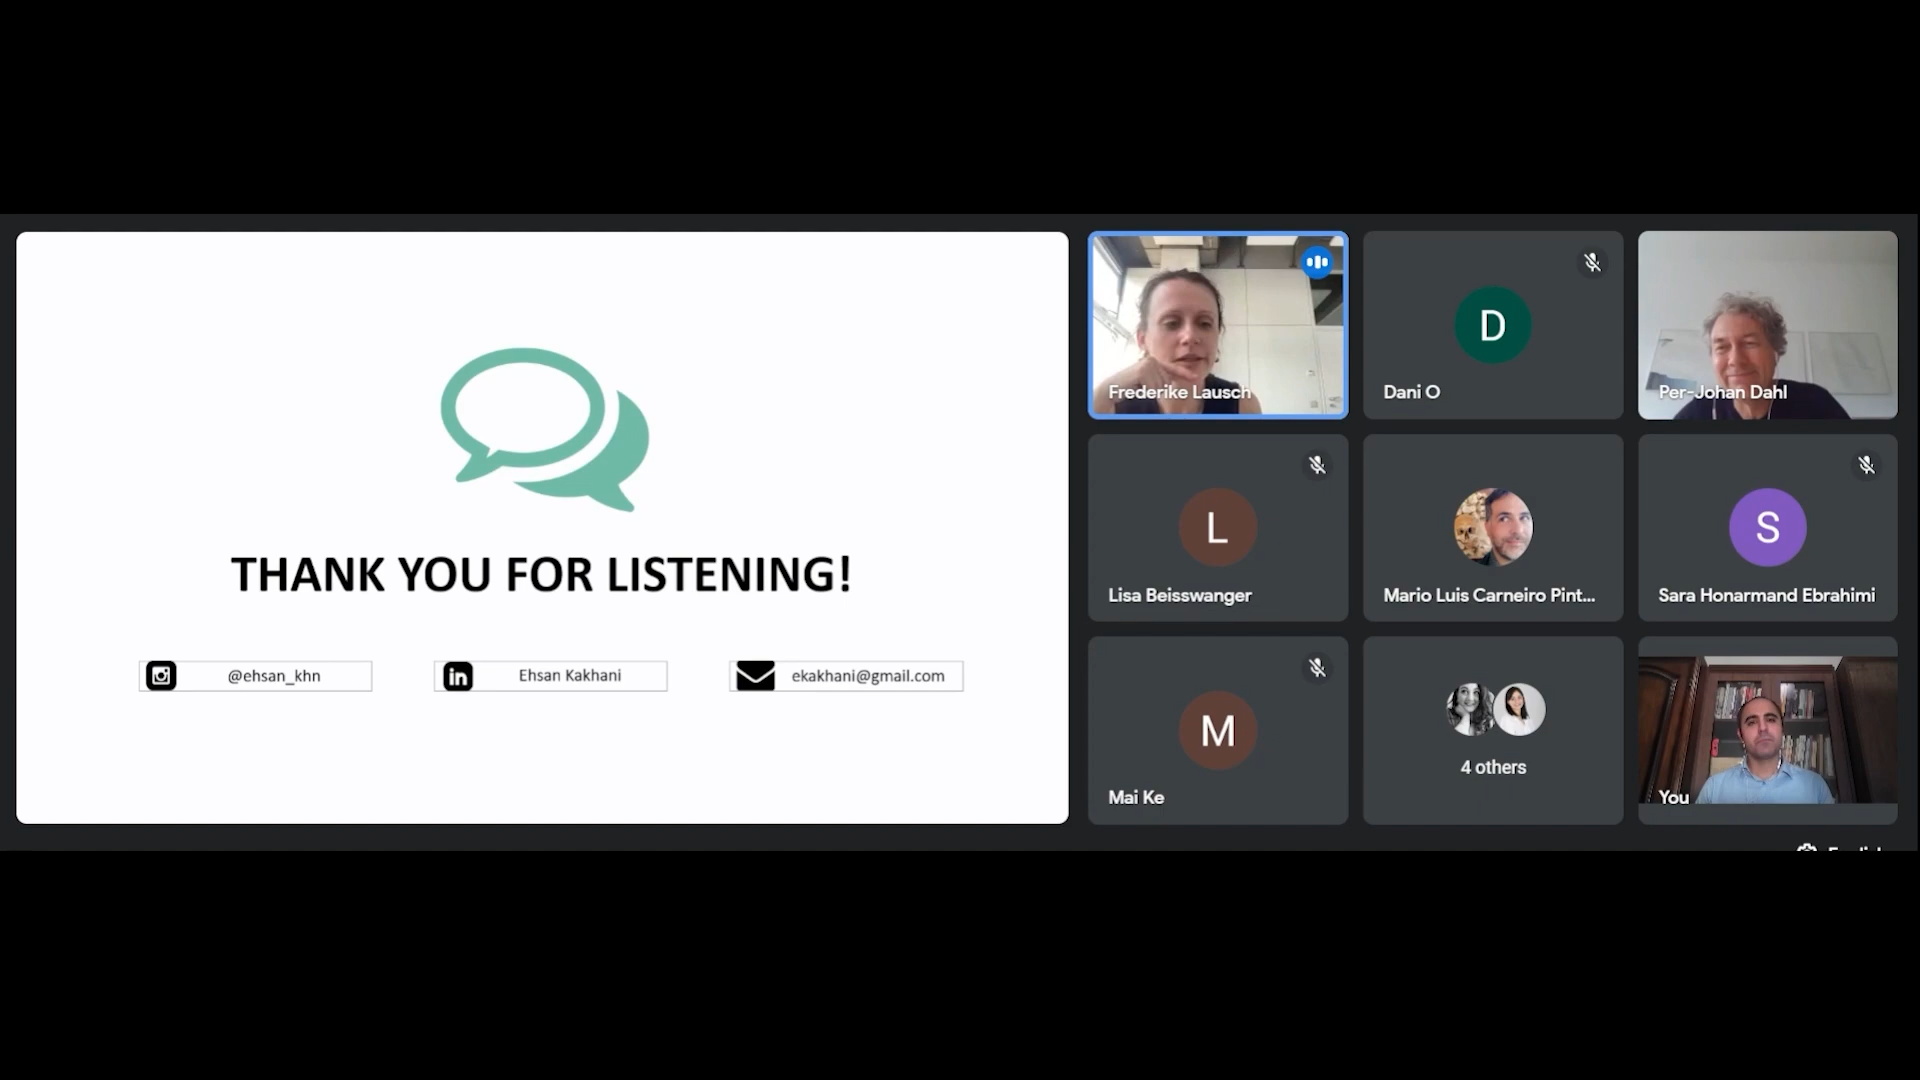 THANK YOU FOR LISTENING!
@ehsan_khn
in
Ehsan Kakhani
ekakhani@gmail.com
Frederike Lausch
D
Dani O
Per-Johan Dahl
L
Lisa Beisswanger
Mario Luis Carneiro Pint...
S
Sara Honarmand Ebrahimi
M
Mai Ke
4 others
You